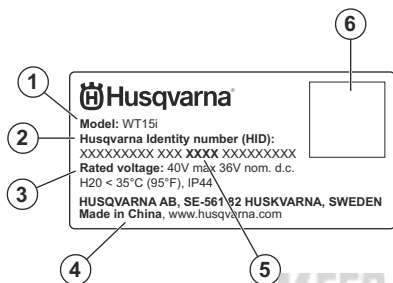 6
1
Husqvarna
Model: WT15i
2
Husqvarna Identity number (HID):
XXXXXXXXX XXX XXXX XXXXXXXXX
Rated voltage: 40V max 36V nom. d.c.
3
H20 < 35°C (95°F), IP44
HUSQVARNA AB, SE-561 82 HUSKVARNA, SWEDEN
Made in China, www.husqvarna.com
4
5